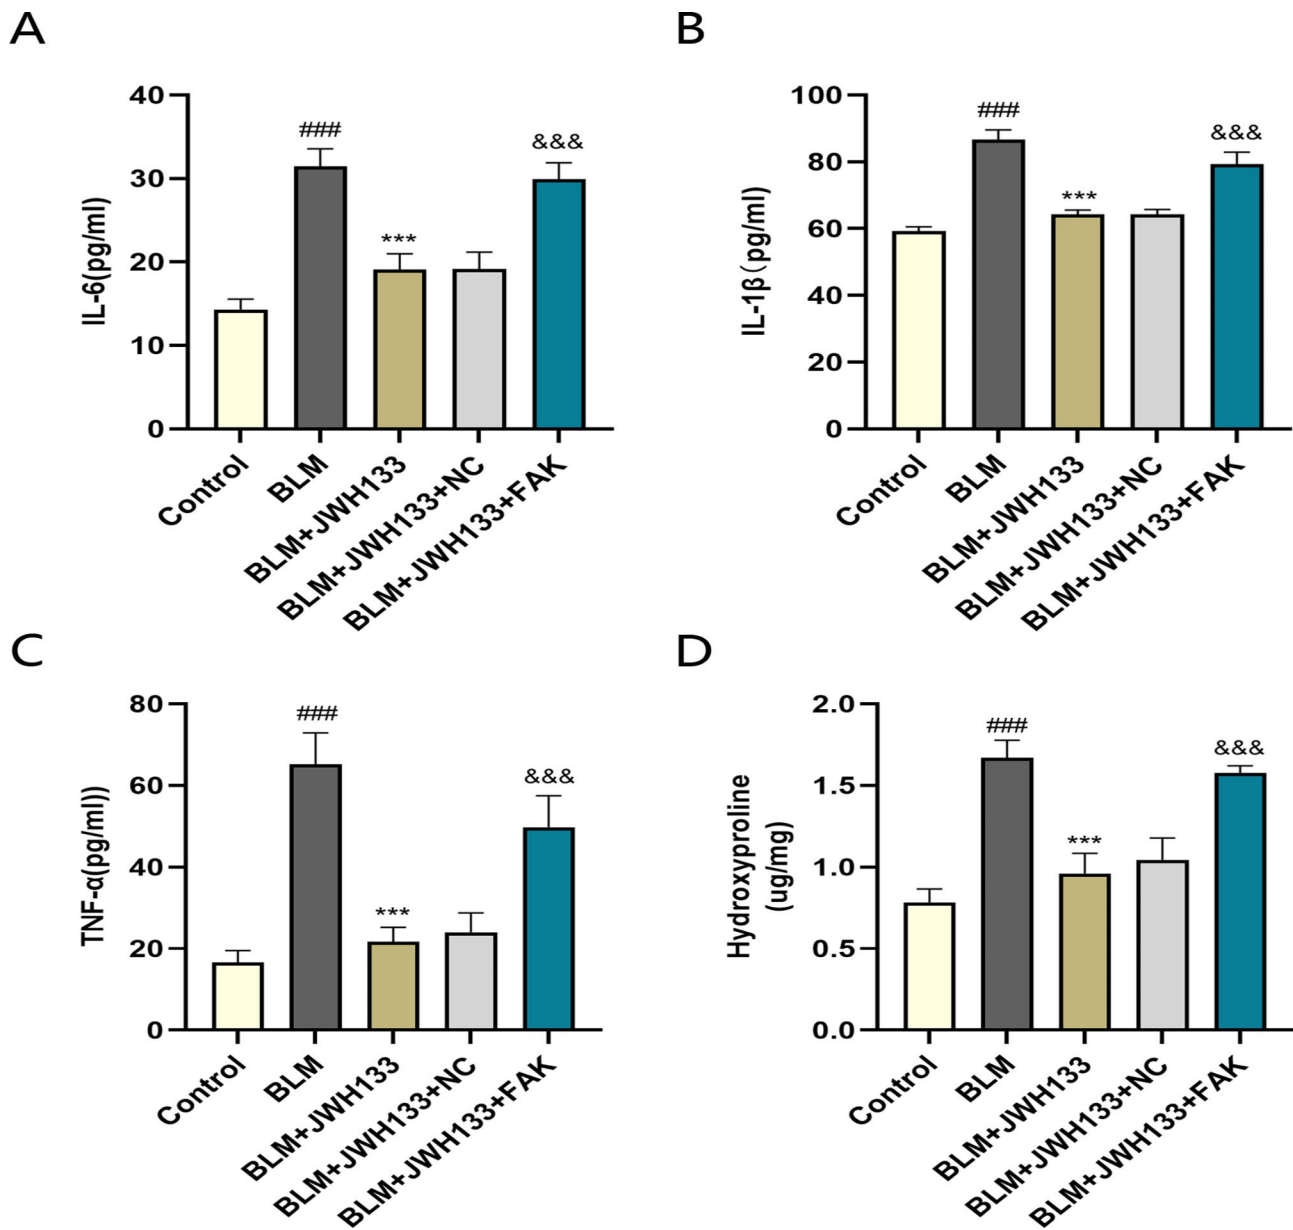 A
IL-6(pg/ml)
40
30
20
10
0
###
***
&&&
Control
BLM
BLM+JWH133
BLM+JWH133+NC
BLM+JWH133+FAK
B
IL-1β(pg/ml)
100
80
60
40
20
0
###
***
&&&
Control
BLM
BLM+JWH133
BLM+JWH133+NC
BLM+JWH133+FAK
C
TNF-α(pg/ml))
80
60
40
20
0
###
***
&&&
Control
BLM
BLM+JWH133
BLM+JWH133+NC
BLM+JWH133+FAK
D
Hydroxyproline
(ug/mg)
2.0
1.5
1.0
0.5
0.0
###
***
&&&
Control
BLM
BLM+JWH133
BLM+JWH133+NC
BLM+JWH133+FAK